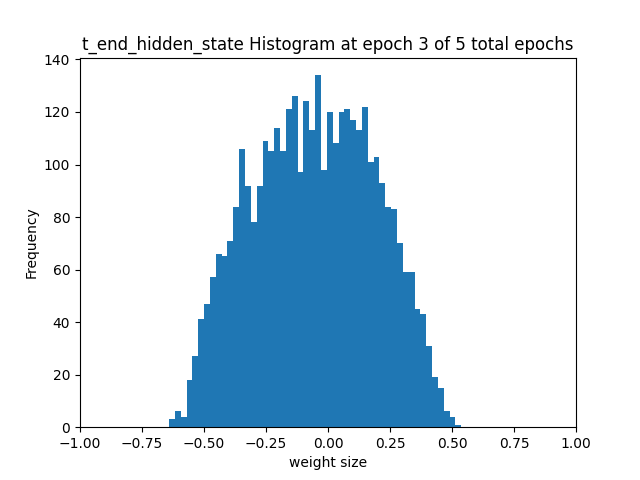 t_end_hidden_state Histogram at epoch 3 of 5 total epochs
140
120
100
80
60
40
20
0
Frequency
−1.00 −0.75 −0.50 −0.25 0.00 0.25 0.50 0.75 1.00
weight size